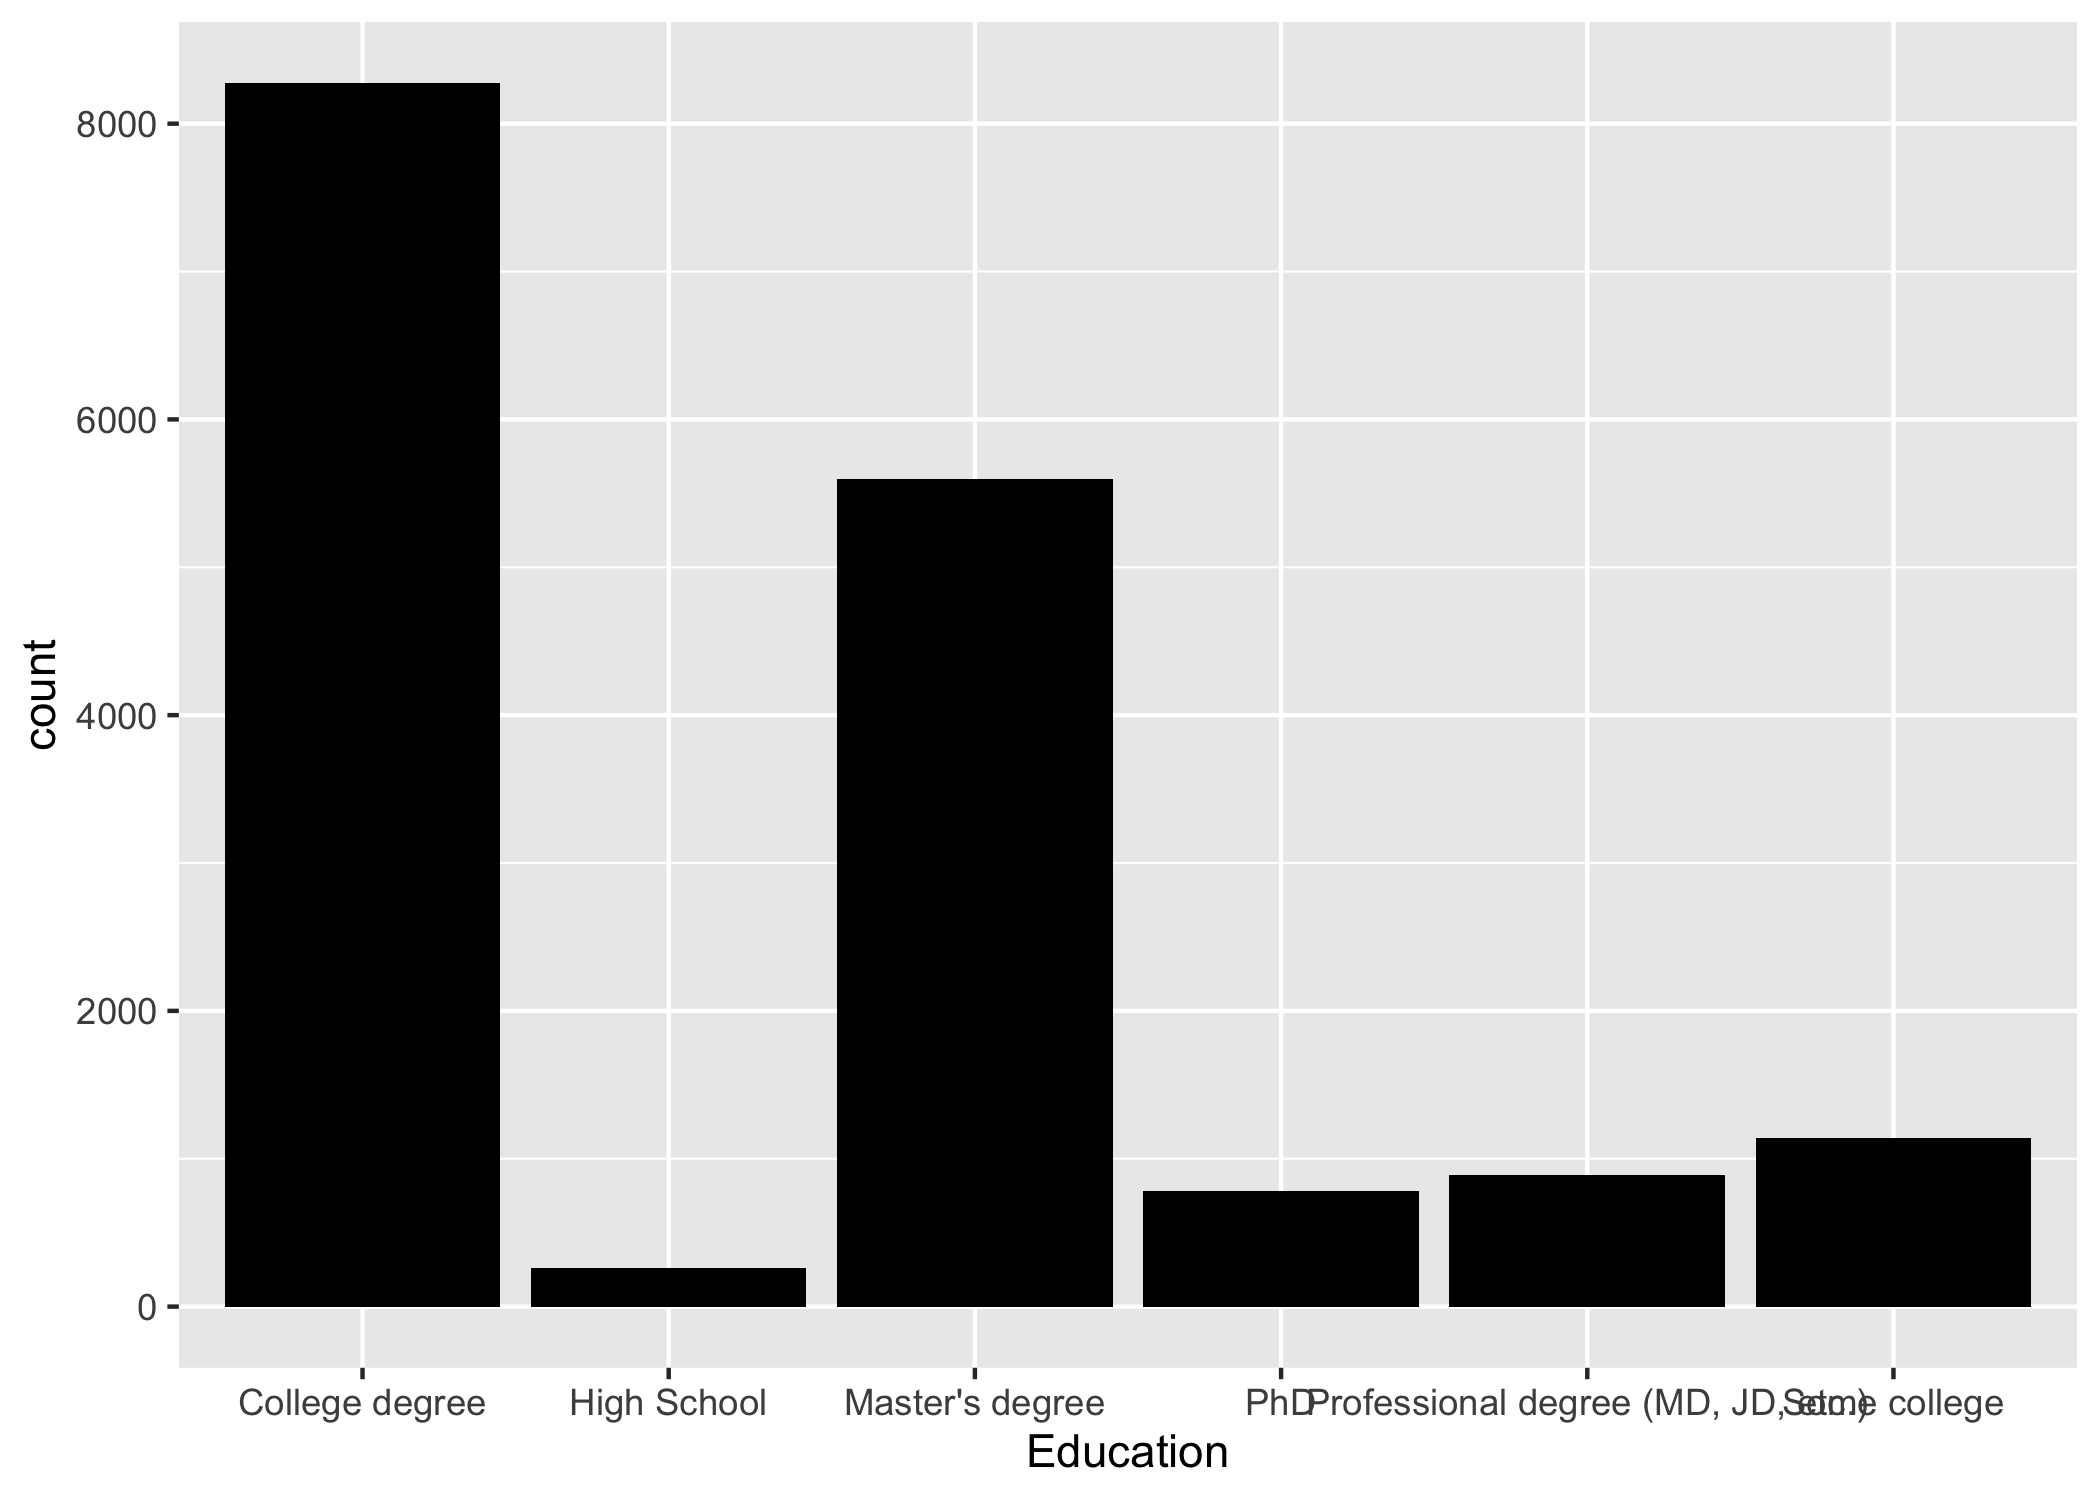 8000
6000
4000
2000
0
count
College degree
High School
Master's degree
PhD
Professional degree (MD, JD, etc.)
Some college
Education